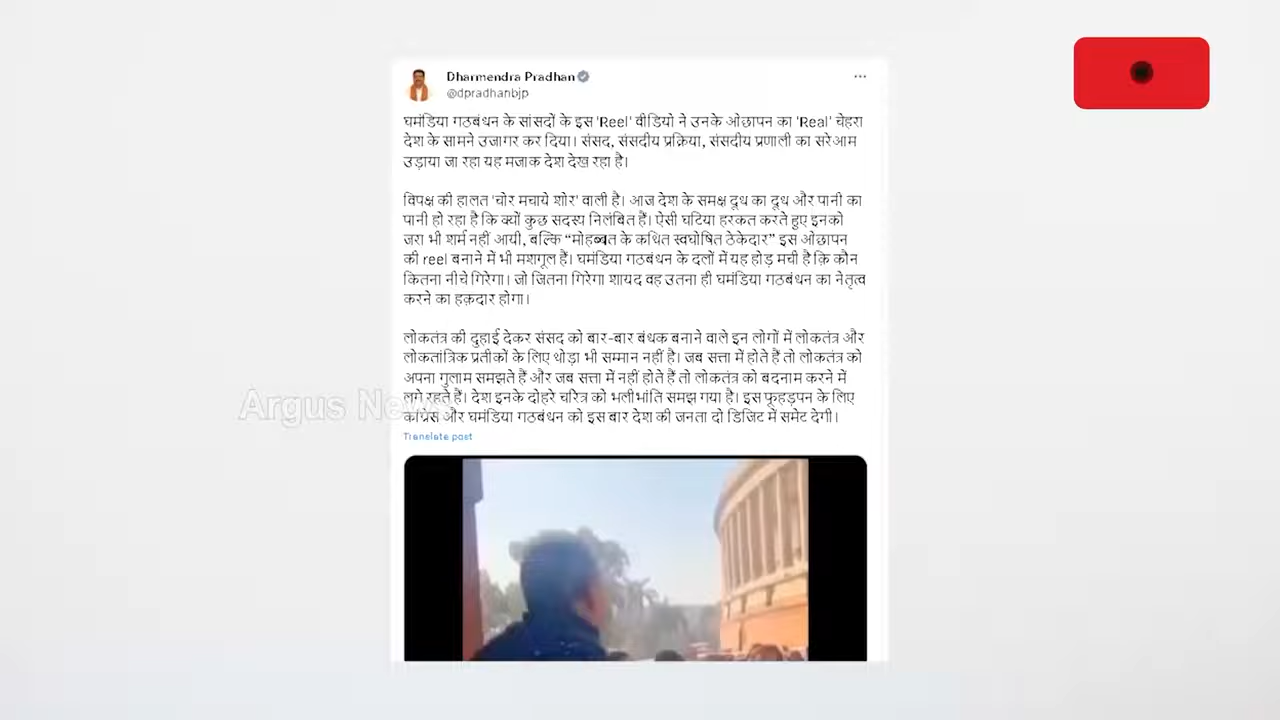 Dharmendra Pradhan
@dpradhanbjp
घमंडिया गठबंधन के सांसदों के इस 'Reel' वीडियो ने उनके ओछापन का 'Real' चेहरा
देश के सामने उजागर कर दिया। संसद, संसदीय प्रक्रिया, संसदीय प्रणाली का सरेआम
उड़ाया जा रहा यह मजाक देश देख रहा है।
विपक्ष की हालत 'चोर मचाये शोर' वाली है। आज देश के समक्ष दूध का दूध और पानी का
पानी हो रहा है कि क्यों कुछ सदस्य निलंबित हैं। ऐसी घटिया हरकत करते हुए इनको
जरा भी शर्म नहीं आयी, बल्कि “मोहब्बत के कथित स्वघोषित ठेकेदार” इस ओछापन
की reel बनाने में भी मशगूल हैं। घमंडिया गठबंधन के दलों में यह होड़ मची है क़ि कौन
कितना नीचे गिरेगा। जो जितना गिरेगा शायद वह उतना ही घमंडिया गठबंधन का नेतृत्व
करने का हक़दार होगा।
लोकतंत्र की दुहाई देकर संसद को बार-बार बंधक बनाने वाले इन लोगों में लोकतंत्र और
लोकतांत्रिक प्रतीकों के लिए थोड़ा भी सम्मान नहीं है। जब सत्ता में होते हैं तो लोकतंत्र को
अपना गुलाम समझते हैं और जब सत्ता में नहीं होते हैं तो लोकतंत्र को बदनाम करने में
लगे रहते हैं। देश इनके दोहरे चरित्र को भलीभांति समझ गया है। इस फूहड़पन के लिए
कांग्रेस और घमंडिया गठबंधन को इस बार देश की जनता दो डिजिट में समेट देगी।
Argus News
Translate post